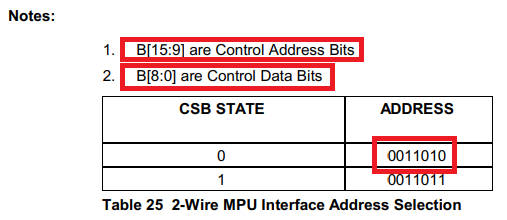 Notes:
1. B[15:9] are Control Address Bits
2. B[8:0] are Control Data Bits
CSB STATE ADDRESS
0 0011010
1 0011011
Table 25 2-Wire MPU Interface Address Selection